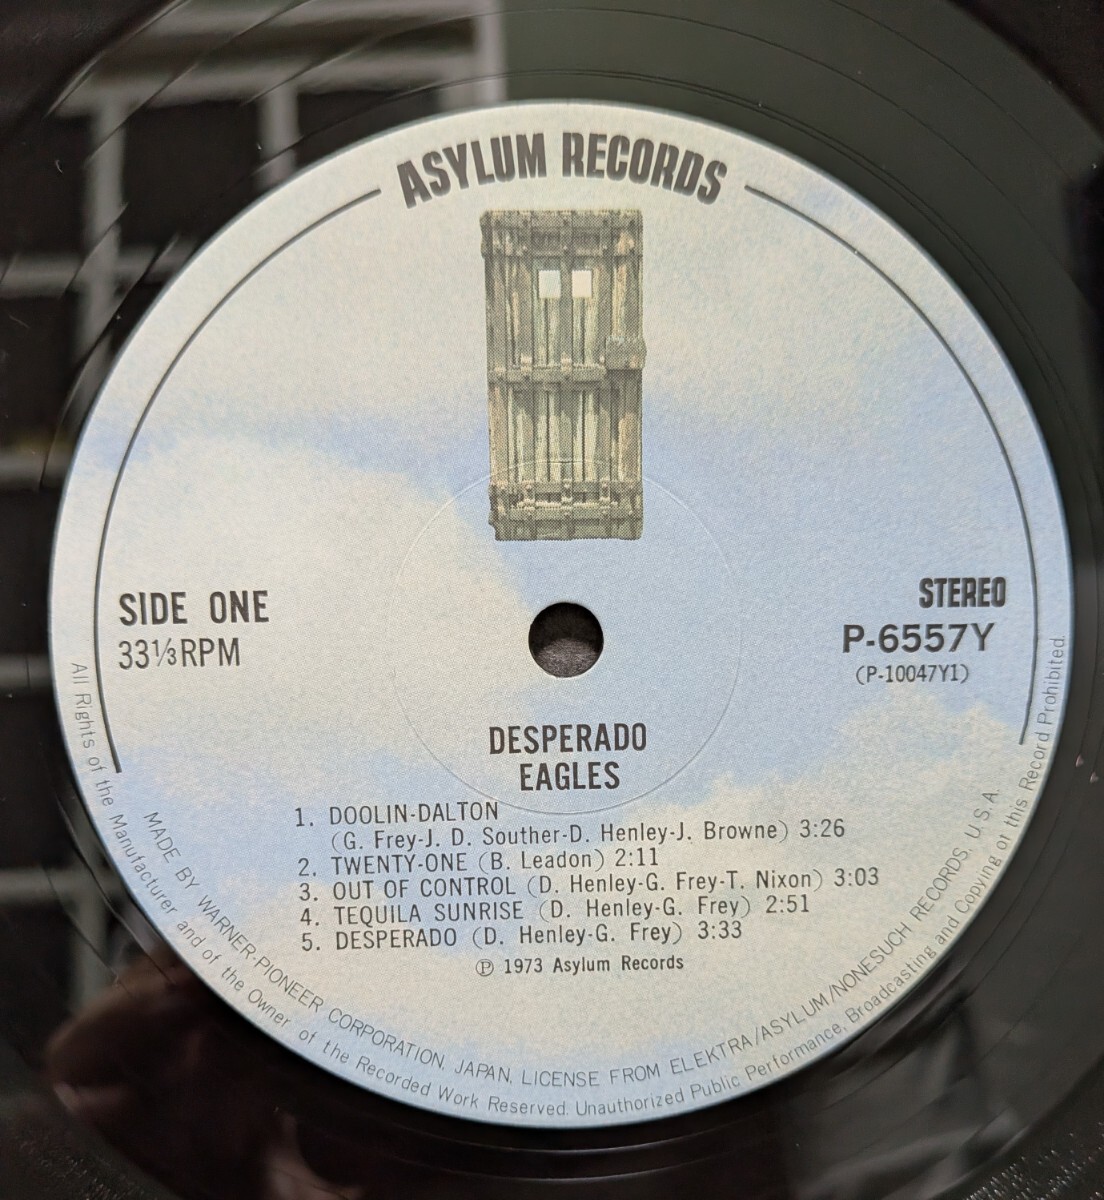 ASYLUM RECORDS
SIDE ONE
33⅓RPM
STEREO
P-6557Y
(P-10047Y1)
DESPERADO
EAGLES
1. DOOLIN-DALTON
(G. Frey-J. D. Souther-D. Henley-J. Browne) 3:26
2. TWENTY-ONE (B. Leadon) 2:11
3. OUT OF CONTROL (D. Henley-G. Frey-T. Nixon) 3:03
4. TEQUILA SUNRISE (D. Henley-G. Frey) 2:51
5. DESPERADO (D. Henley-G. Frey) 3:33
℗ 1973 Asylum Records
MADE BY WARNER-PIONEER CORPORATION, JAPAN. LICENSE FROM ELEKTRA/ASYLUM/NONESUCH RECORDS, U.S.A.
All Rights of the Manufacturer and of the Owner of the Recorded Work Reserved. Unauthorized Public Performance, Broadcasting and Copying of this Record Prohibited.